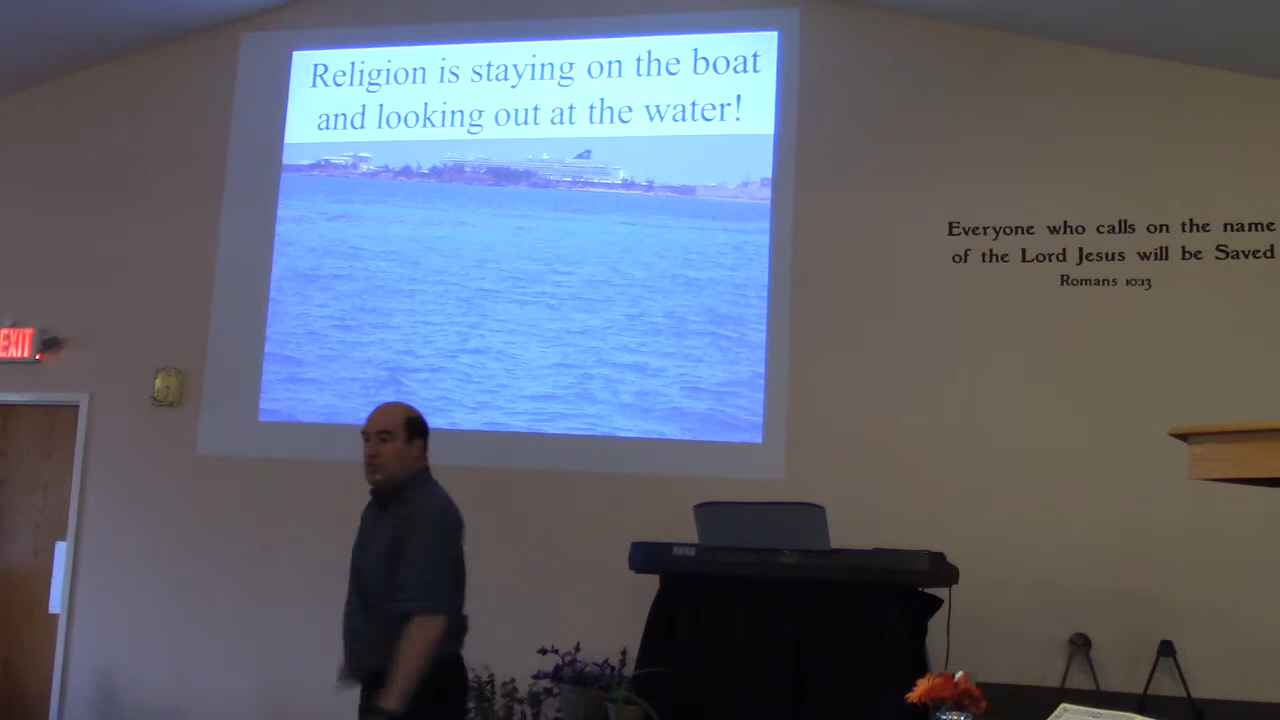 Religion is staying on the boat
and looking out at the water!
Everyone who calls on the name
of the Lord Jesus will be Saved
Romans 10:13
EXIT
KORG